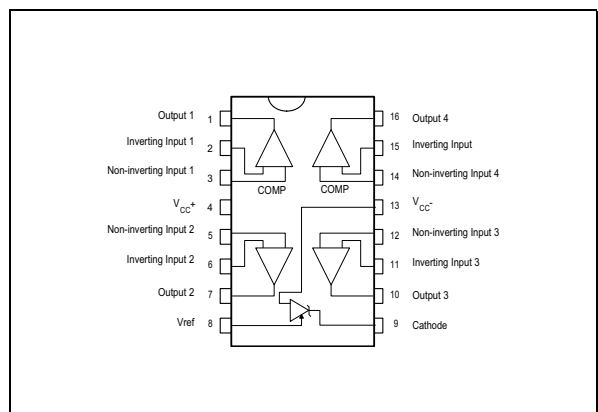 Output 1 1
16 Output 4
Inverting Input 1 2
15 Inverting Input
Non-inverting Input 1 3
14 Non-inverting Input 4
COMP COMP
VCC+ 4
13 VCC-
Non-inverting Input 2 5
12 Non-inverting Input 3
Inverting Input 2 6
11 Inverting Input 3
Output 2 7
10 Output 3
Vref 8
9 Cathode